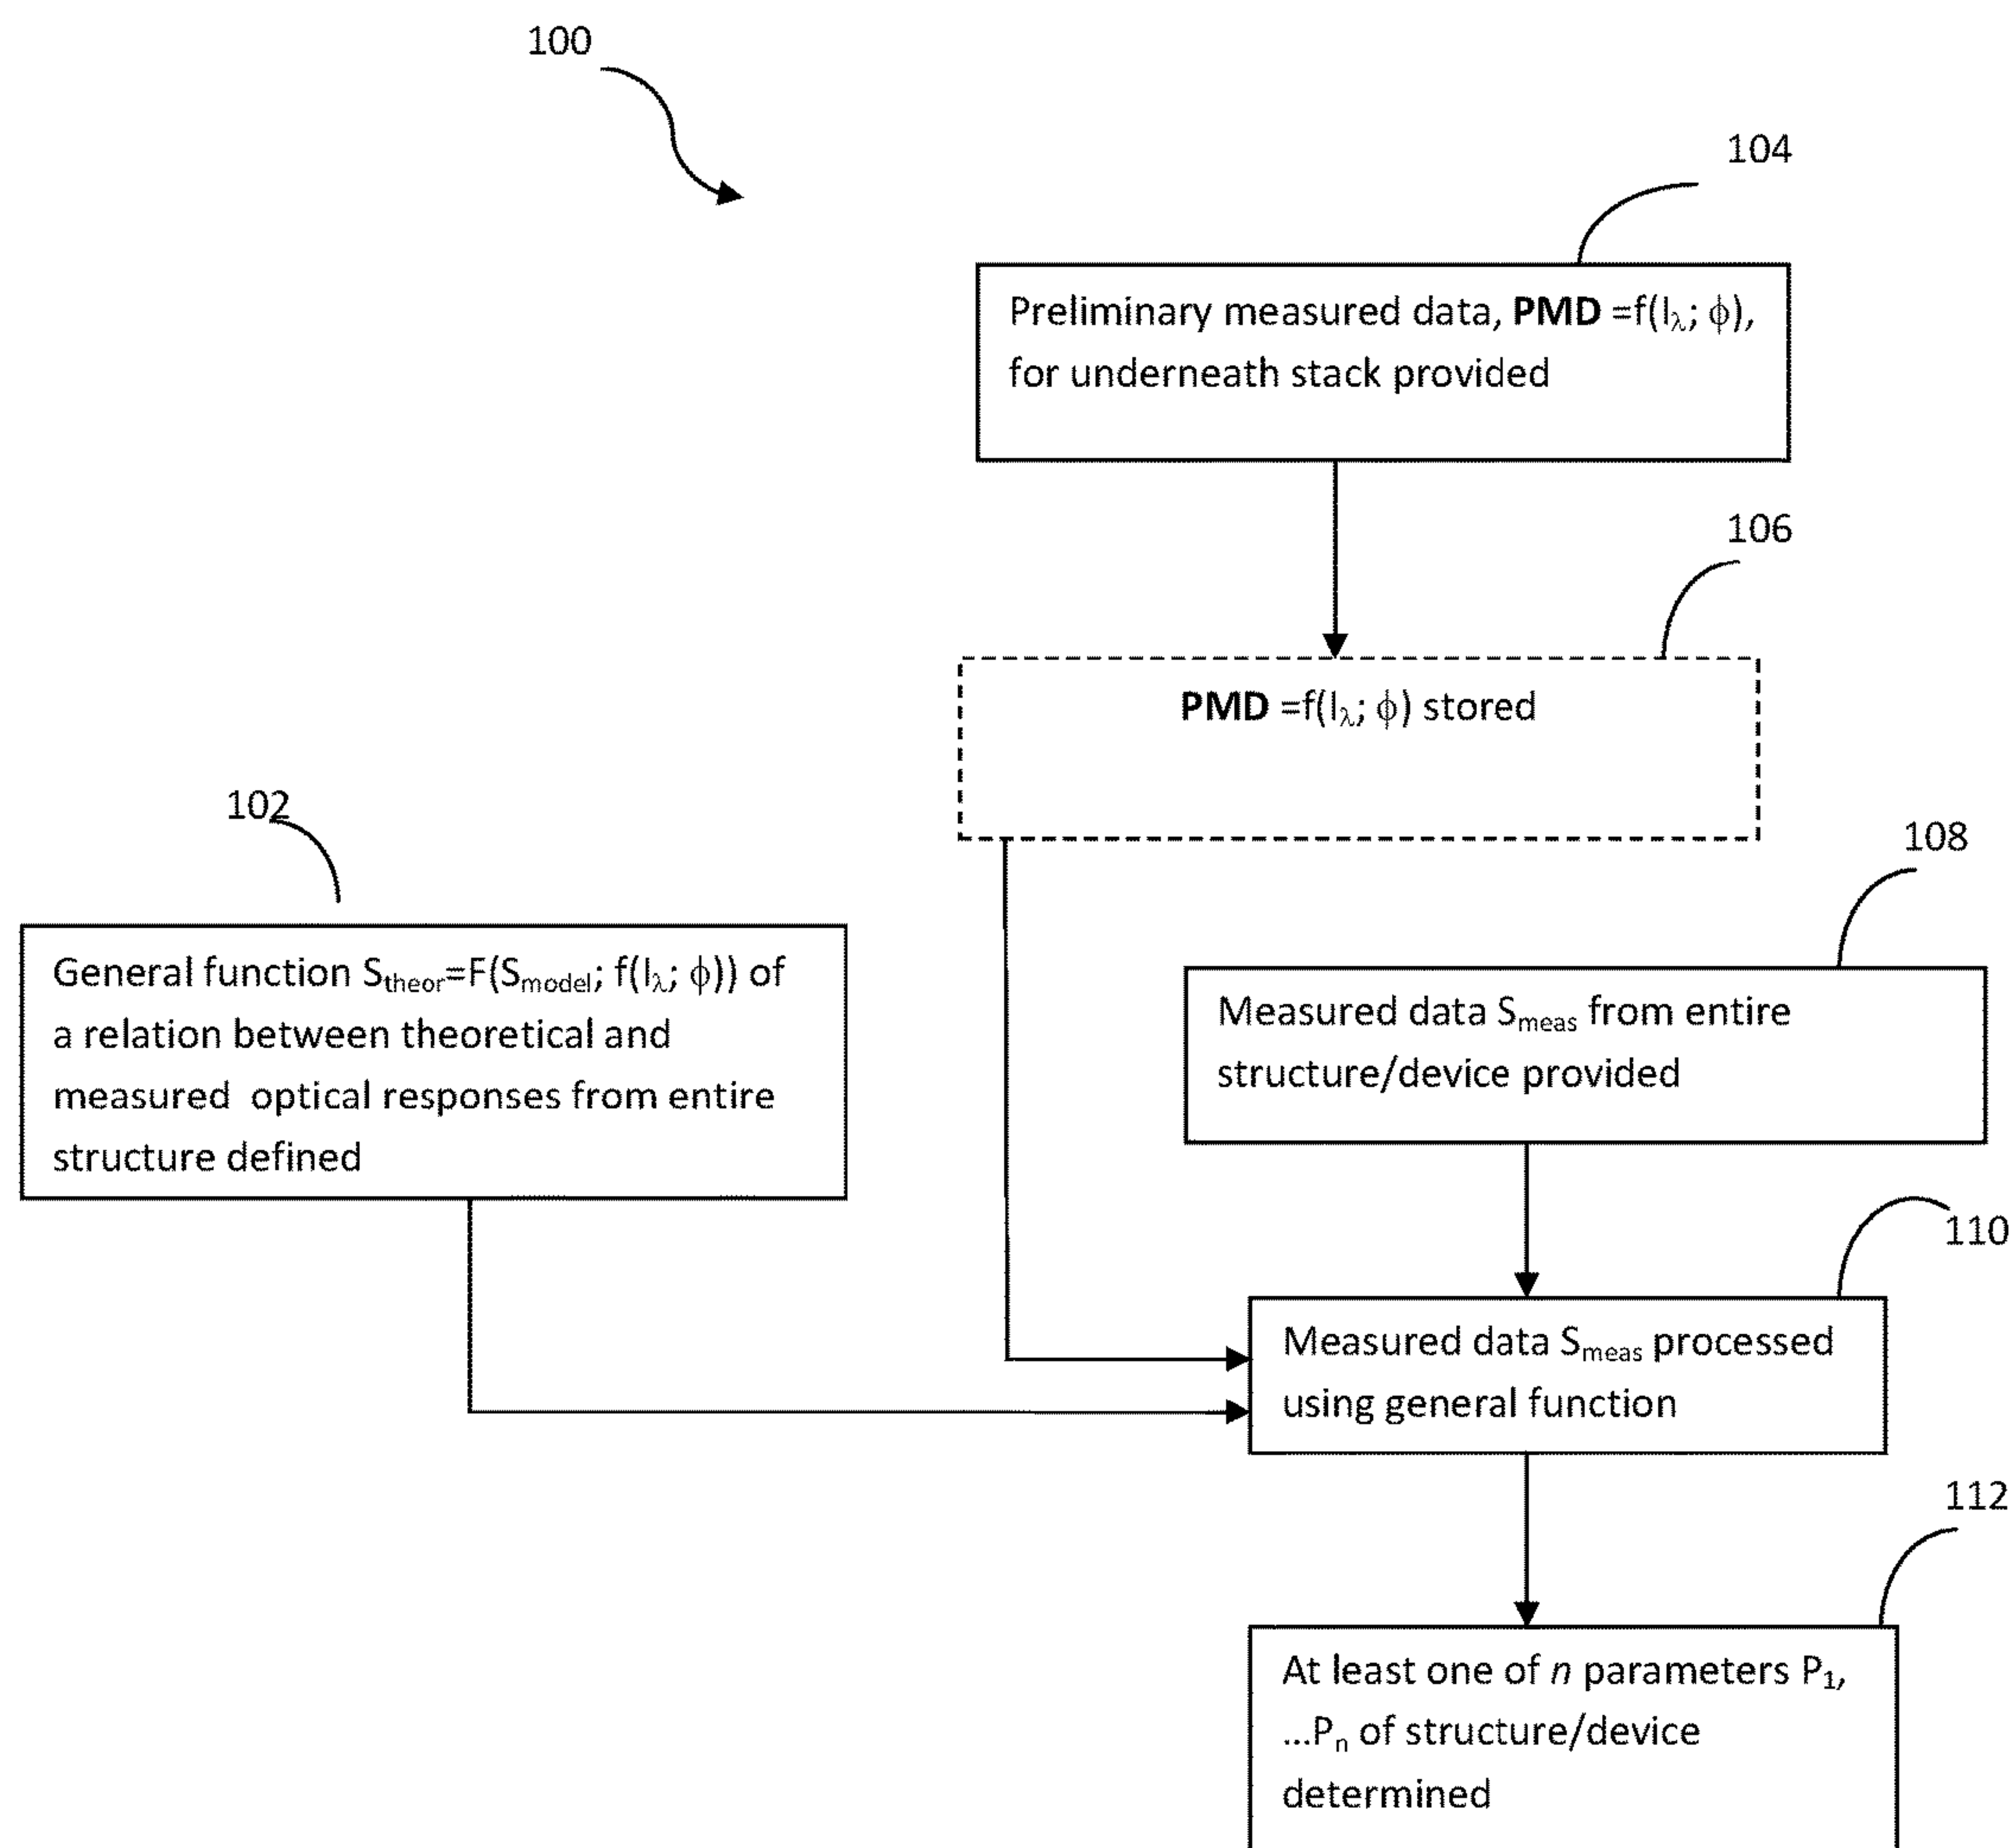 100
104
Preliminary measured data, PMD =f(Iλ; ϕ),
for underneath stack provided
106
PMD =f(Iλ; ϕ) stored
102
108
General function Stheor=F(Smodel; f(Iλ; ϕ)) of
a relation between theoretical and
measured optical responses from entire
structure defined
Measured data Smeas from entire
structure/device provided
110
Measured data Smeas processed
using general function
112
At least one of n parameters P1,
...Pn of structure/device
determined